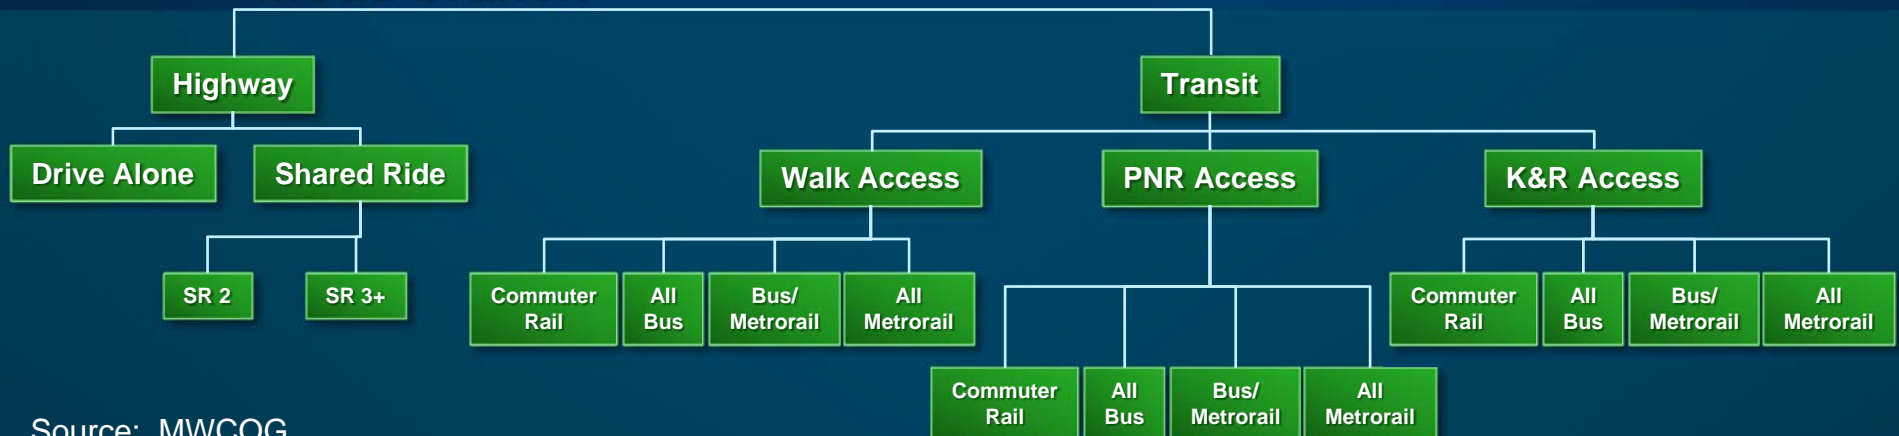 Highway
Transit
Drive Alone
Shared Ride
Walk Access
PNR Access
K&R Access
SR 2
SR 3+
Commuter
Rail
All
Bus
Bus/
Metrorail
All
Metrorail
Commuter
Rail
All
Bus
Bus/
Metrorail
All
Metrorail
Commuter
Rail
All
Bus
Bus/
Metrorail
All
Metrorail
Source: MWCOG